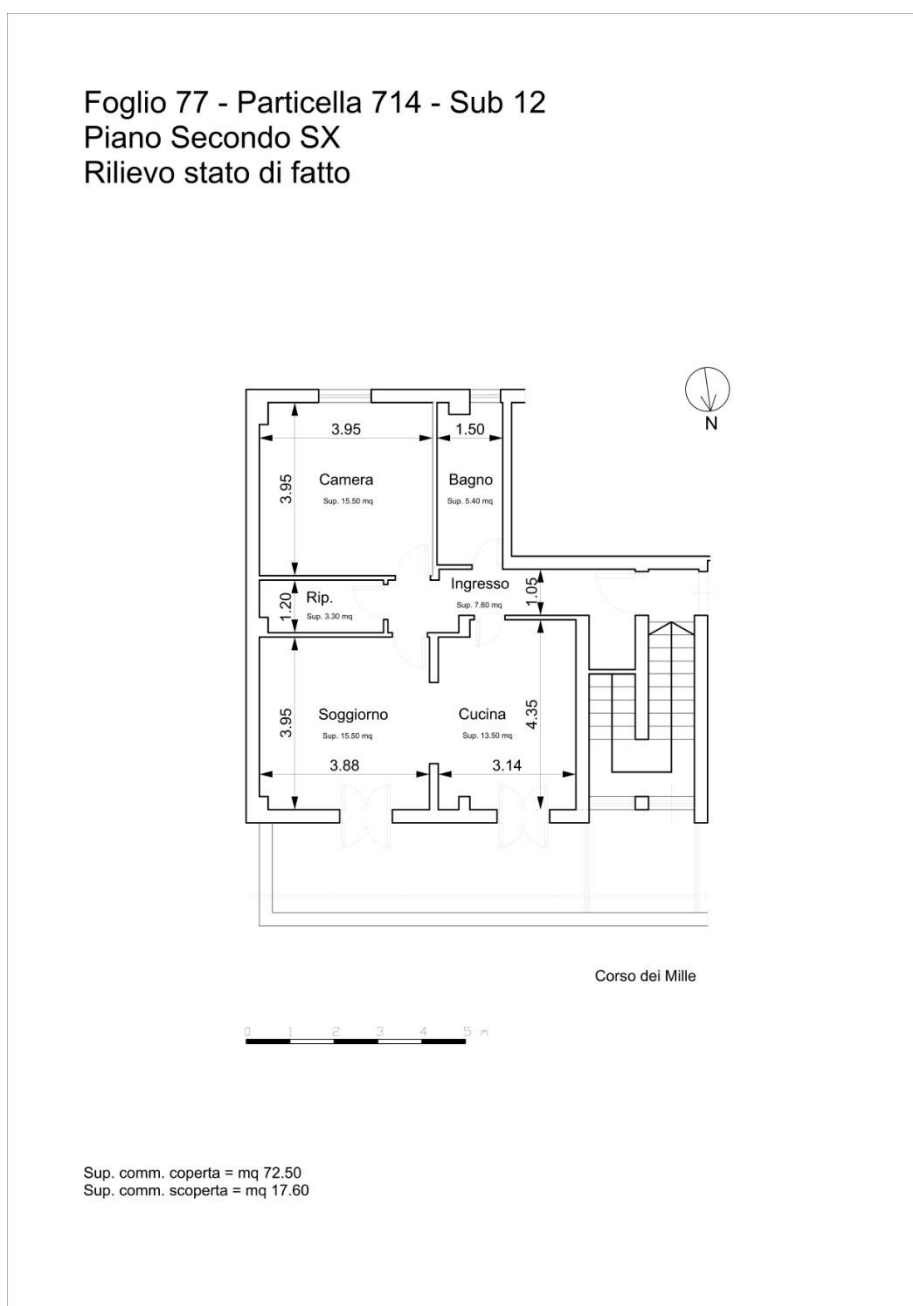 Foglio 77 - Particella 714 - Sub 12
Piano Secondo SX
Rilievo stato di fatto
N
3.95
1.50
3.95
Camera
Sup. 15.50 mq
Bagno
Sup. 5.40 mq
1.20
Rip.
Sup. 3.30 mq
Ingresso
Sup. 7.60 mq
1.05
3.95
Soggiorno
Sup. 15.50 mq
Cucina
Sup. 13.50 mq
4.35
3.88
3.14
Corso dei Mille
0 1 2 3 4 5 m
Sup. comm. coperta = mq 72.50
Sup. comm. scoperta = mq 17.60